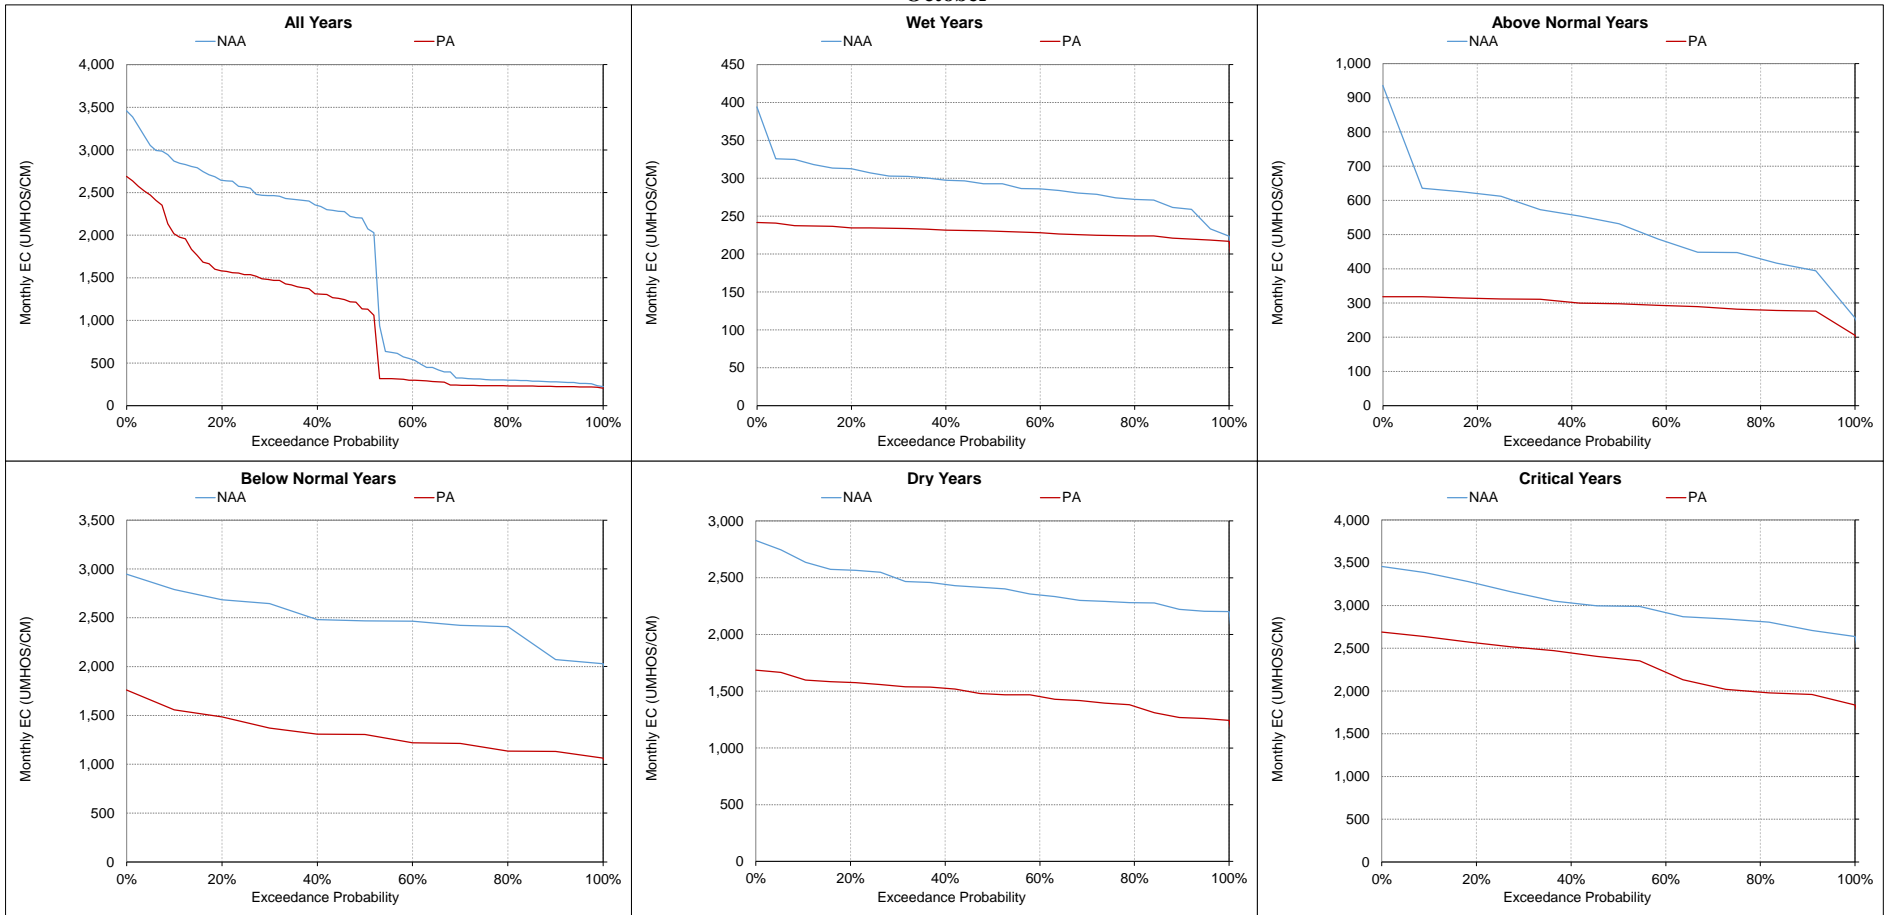 All Years
NAA PA
4,000
3,500
3,000
2,500
2,000
1,500
1,000
500
0
Monthly EC (UMHOS/CM)
0% 20% 40% 60% 80% 100%
Exceedance Probability
Wet Years
NAA PA
450
400
350
300
250
200
150
100
50
0
Monthly EC (UMHOS/CM)
0% 20% 40% 60% 80% 100%
Exceedance Probability
Above Normal Years
NAA PA
1,000
900
800
700
600
500
400
300
200
100
0
Monthly EC (UMHOS/CM)
0% 20% 40% 60% 80% 100%
Exceedance Probability
Below Normal Years
NAA PA
3,500
3,000
2,500
2,000
1,500
1,000
500
0
Monthly EC (UMHOS/CM)
0% 20% 40% 60% 80% 100%
Exceedance Probability
Dry Years
NAA PA
3,000
2,500
2,000
1,500
1,000
500
0
Monthly EC (UMHOS/CM)
0% 20% 40% 60% 80% 100%
Exceedance Probability
Critical Years
NAA PA
4,000
3,500
3,000
2,500
2,000
1,500
1,000
500
0
Monthly EC (UMHOS/CM)
0% 20% 40% 60% 80% 100%
Exceedance Probability